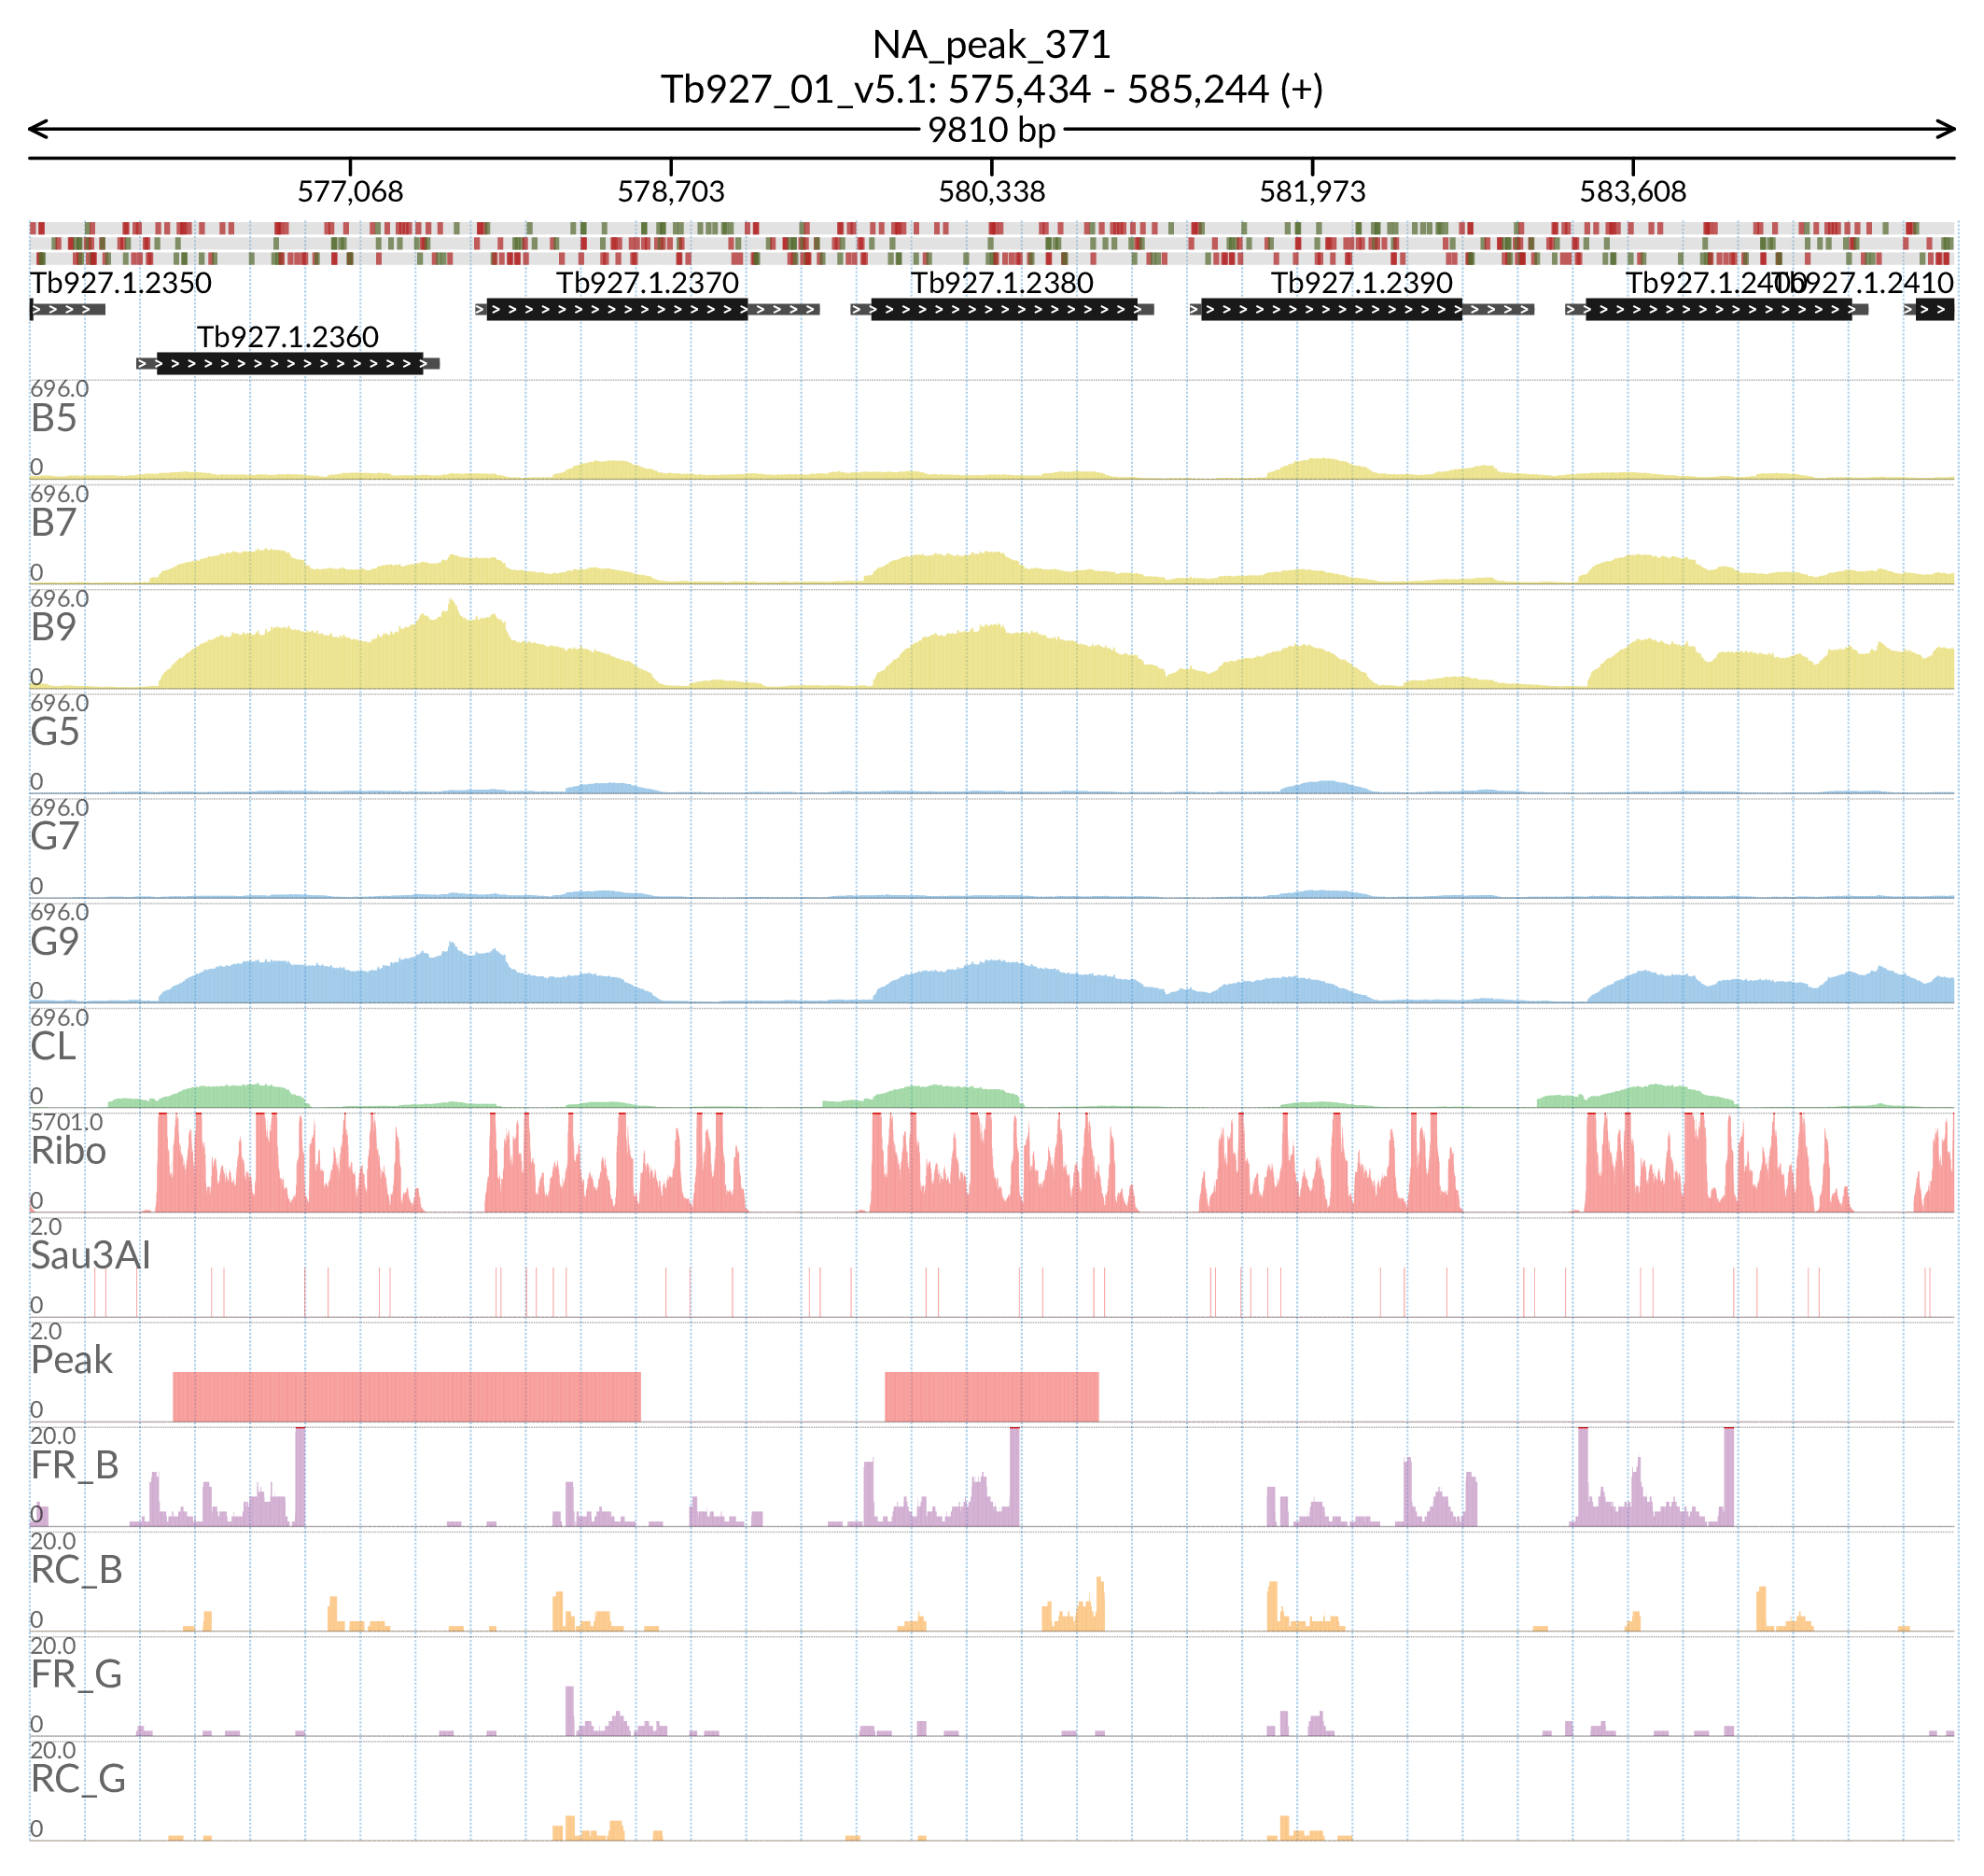 NA_peak_371
Tb927_01_v5.1: 575,434 - 585,244 (+)
9810 bp
577,068 578,703 580,338 581,973 583,608
Tb927.1.2350 Tb927.1.2370 Tb927.1.2380 Tb927.1.2390 Tb927.1.2400 Tb927.1.2410
Tb927.1.2360
696.0
B5
0
696.0
B7
0
696.0
B9
0
696.0
G5
0
696.0
G7
0
696.0
G9
0
696.0
CL
0
5701.0
Ribo
0
2.0
Sau3AI
0
2.0
Peak
0
20.0
FR_B
0
20.0
RC_B
0
20.0
FR_G
0
20.0
RC_G
0